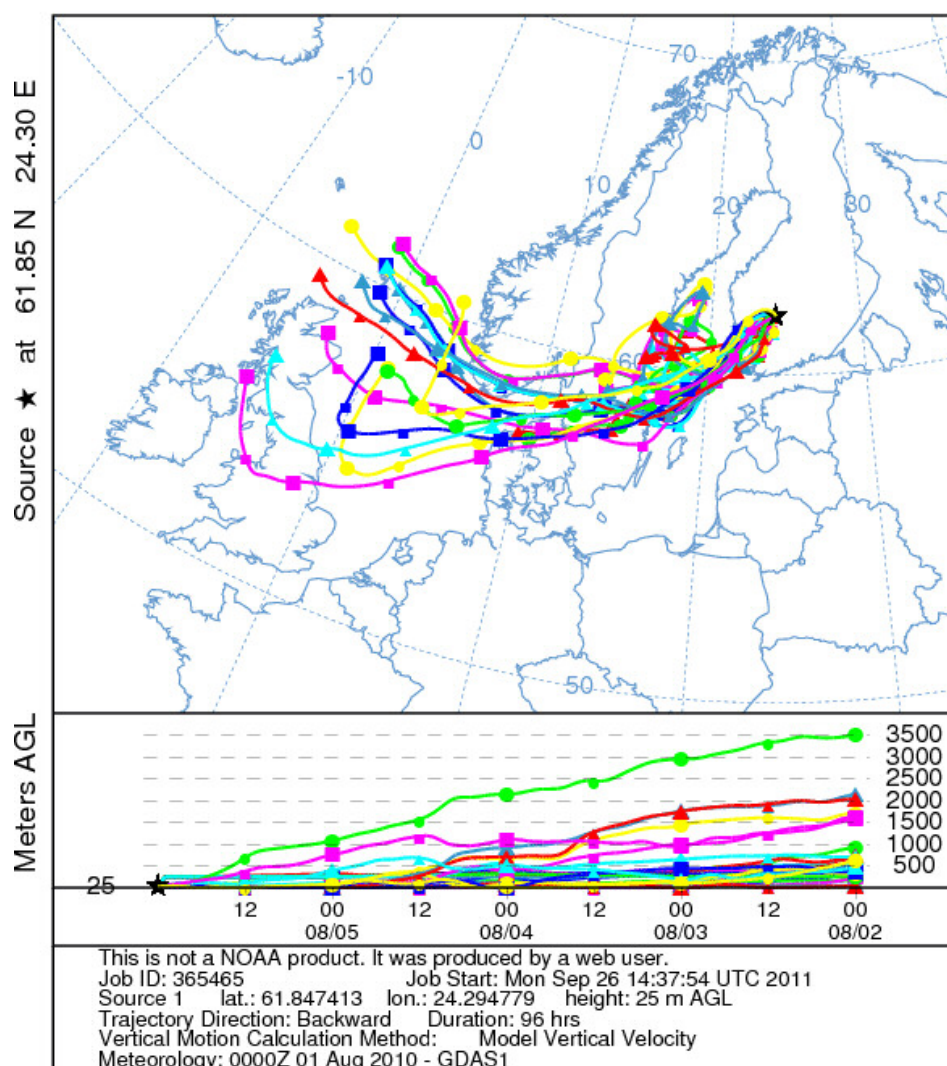 Source ★ at 61.85 N 24.30 E
-10
0
10
70
20
30
60
50
Meters AGL
3500
3000
2500
2000
1500
1000
500
25
12 00 12 00 12 00 12 00
08/05 08/04 08/03 08/02
This is not a NOAA product. It was produced by a web user.
Job ID: 365465 Job Start: Mon Sep 26 14:37:54 UTC 2011
Source 1 lat.: 61.847413 lon.: 24.294779 height: 25 m AGL
Trajectory Direction: Backward Duration: 96 hrs
Vertical Motion Calculation Method: Model Vertical Velocity
Meteorology: 0000Z 01 Aug 2010 - GDAS1